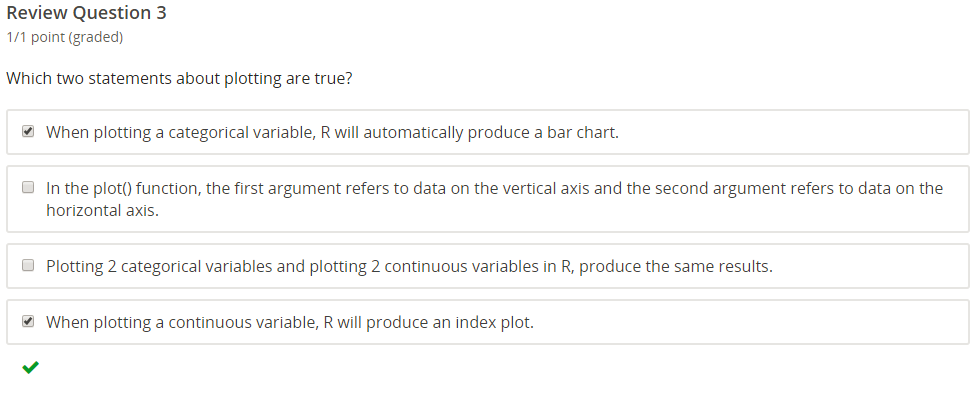 Review Question 3
1/1 point (graded)
Which two statements about plotting are true?
When plotting a categorical variable, R will automatically produce a bar chart.
In the plot() function, the first argument refers to data on the vertical axis and the second argument refers to data on the
horizontal axis.
Plotting 2 categorical variables and plotting 2 continuous variables in R, produce the same results.
When plotting a continuous variable, R will produce an index plot.